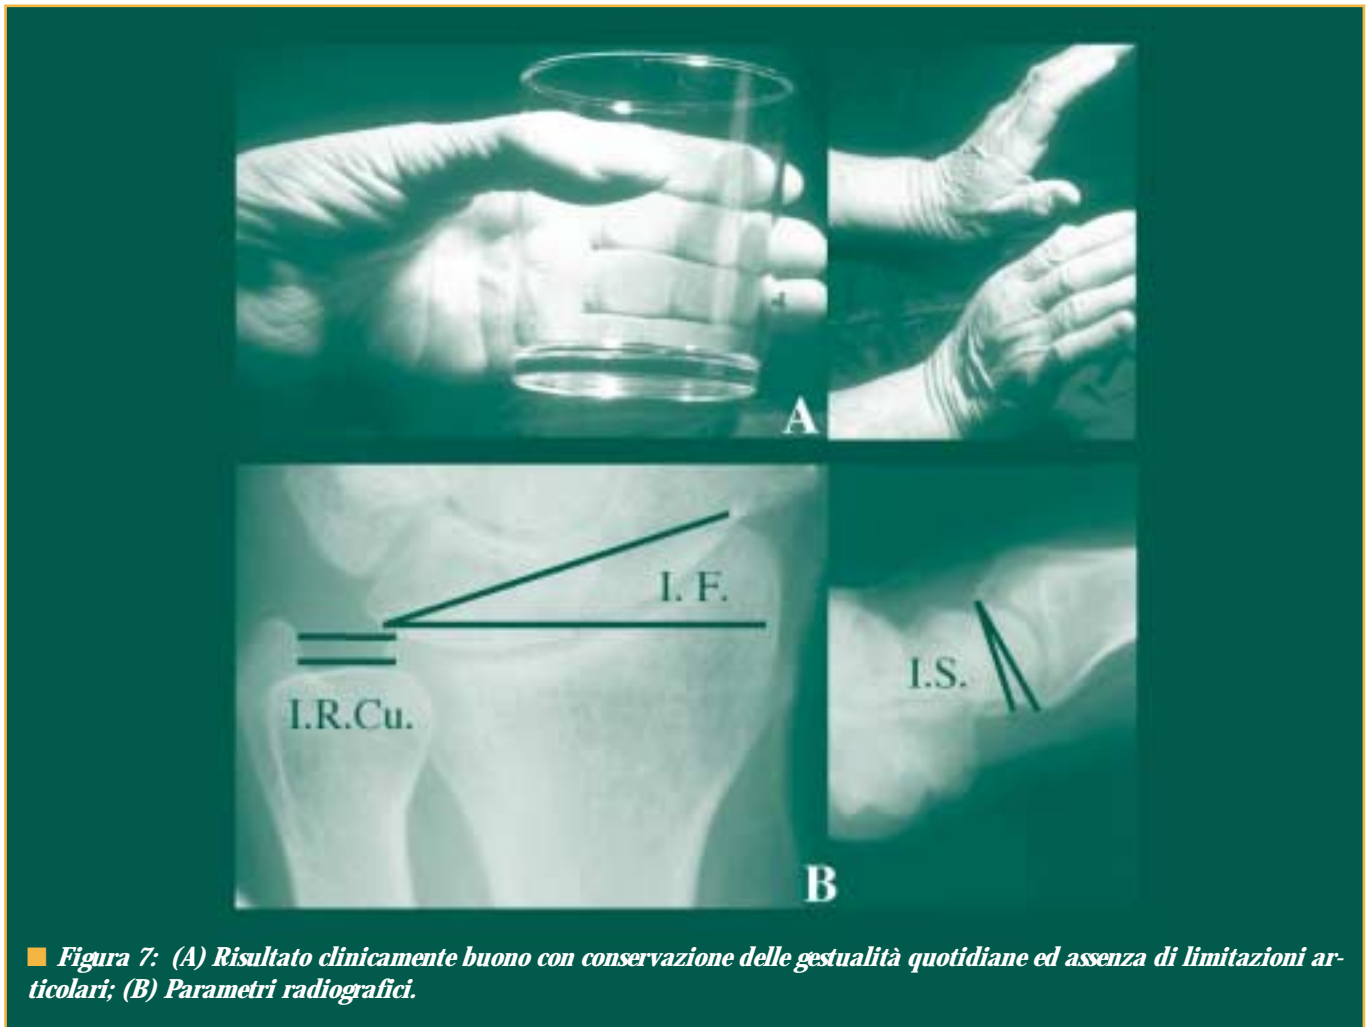 A
I. F.
I.R.Cu.
I.S.
B
Figura 7: (A) Risultato clinicamente buono con conservazione delle gestualità quotidiane ed assenza di limitazioni ar-
ticolari; (B) Parametri radiografici.